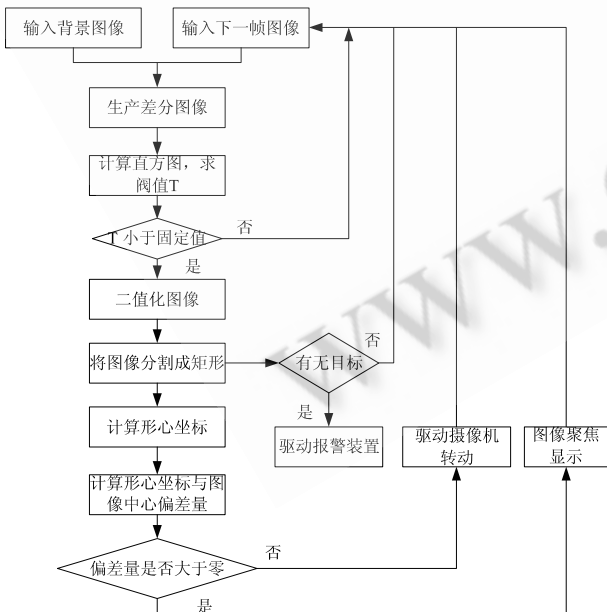 输入背景图像
输入下一帧图像
生产差分图像
计算直方图，求
阀值T
T 小于固定值
否
是
二值化图像
将图像分割成矩形
有无目标
否
是
计算形心坐标
驱动报警装置
驱动摄像机
转动
图像聚焦
显示
计算形心坐标与图
像中心偏差量
偏差量是否大于零
否
是
www.